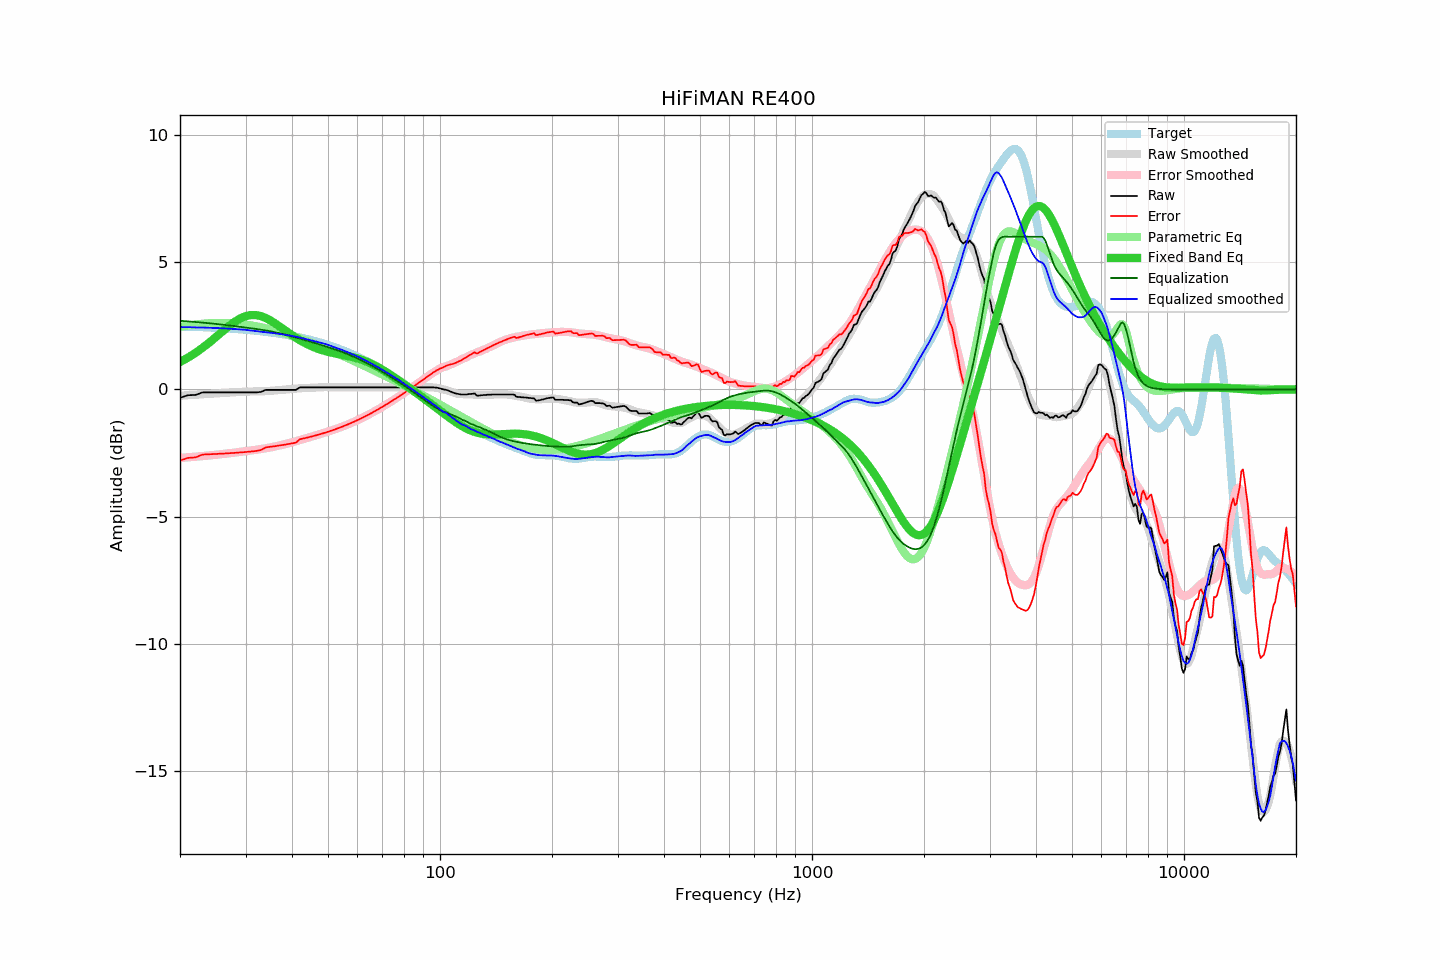 HiFiMAN RE400
10
5
0
−5
−10
−15
Amplitude (dBr)
100
1000
10000
Frequency (Hz)
Target
Raw Smoothed
Error Smoothed
Raw
Error
Parametric Eq
Fixed Band Eq
Equalization
Equalized smoothed